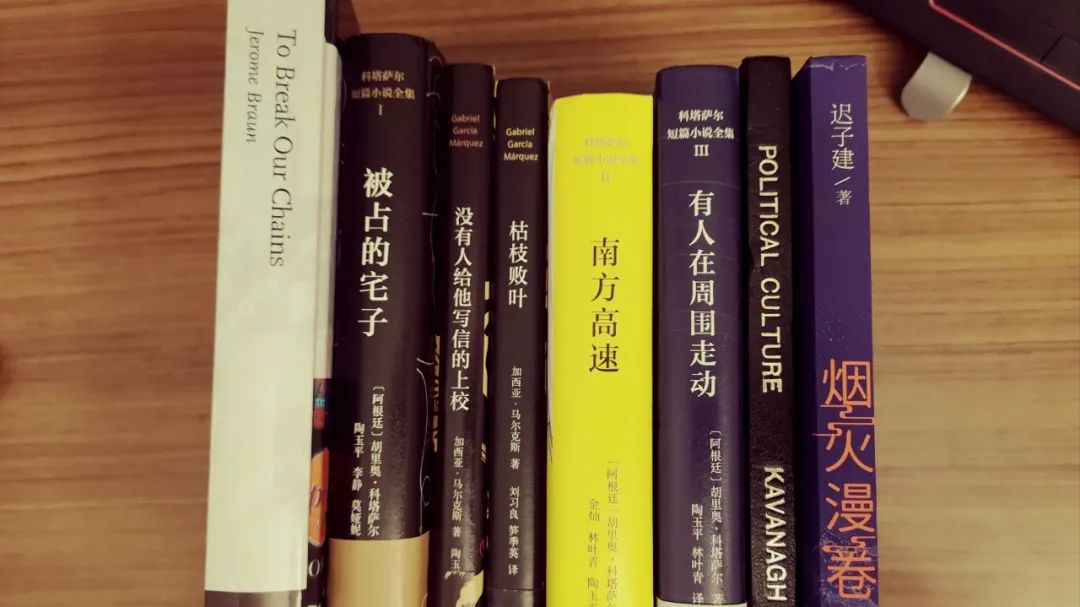 To Break Our Chains
Jerome Braun
科塔萨尔
短篇小说全集
I
被占的宅子
〔阿根廷〕胡里奥·科塔萨尔
陶玉平 李静 莫娅妮
Gabriel
García
Márquez
没有人给他写信的上校
加西亚·马尔克斯 著
陶
Gabriel
García
Márquez
枯枝败叶
加西亚·马尔克斯 著
刘习良 笋季英 译
科塔萨尔
短篇小说全集
II
南方高速
〔阿根廷〕胡里奥·科塔
金灿 林叶青 陶玉
科塔萨尔
短篇小说全集
III
有人在周围走动
〔阿根廷〕胡里奥·科塔萨尔 著
陶玉平 林叶青 译
POLITICAL CULTURE
KAVANAGH
迟子建/著
烟火漫卷